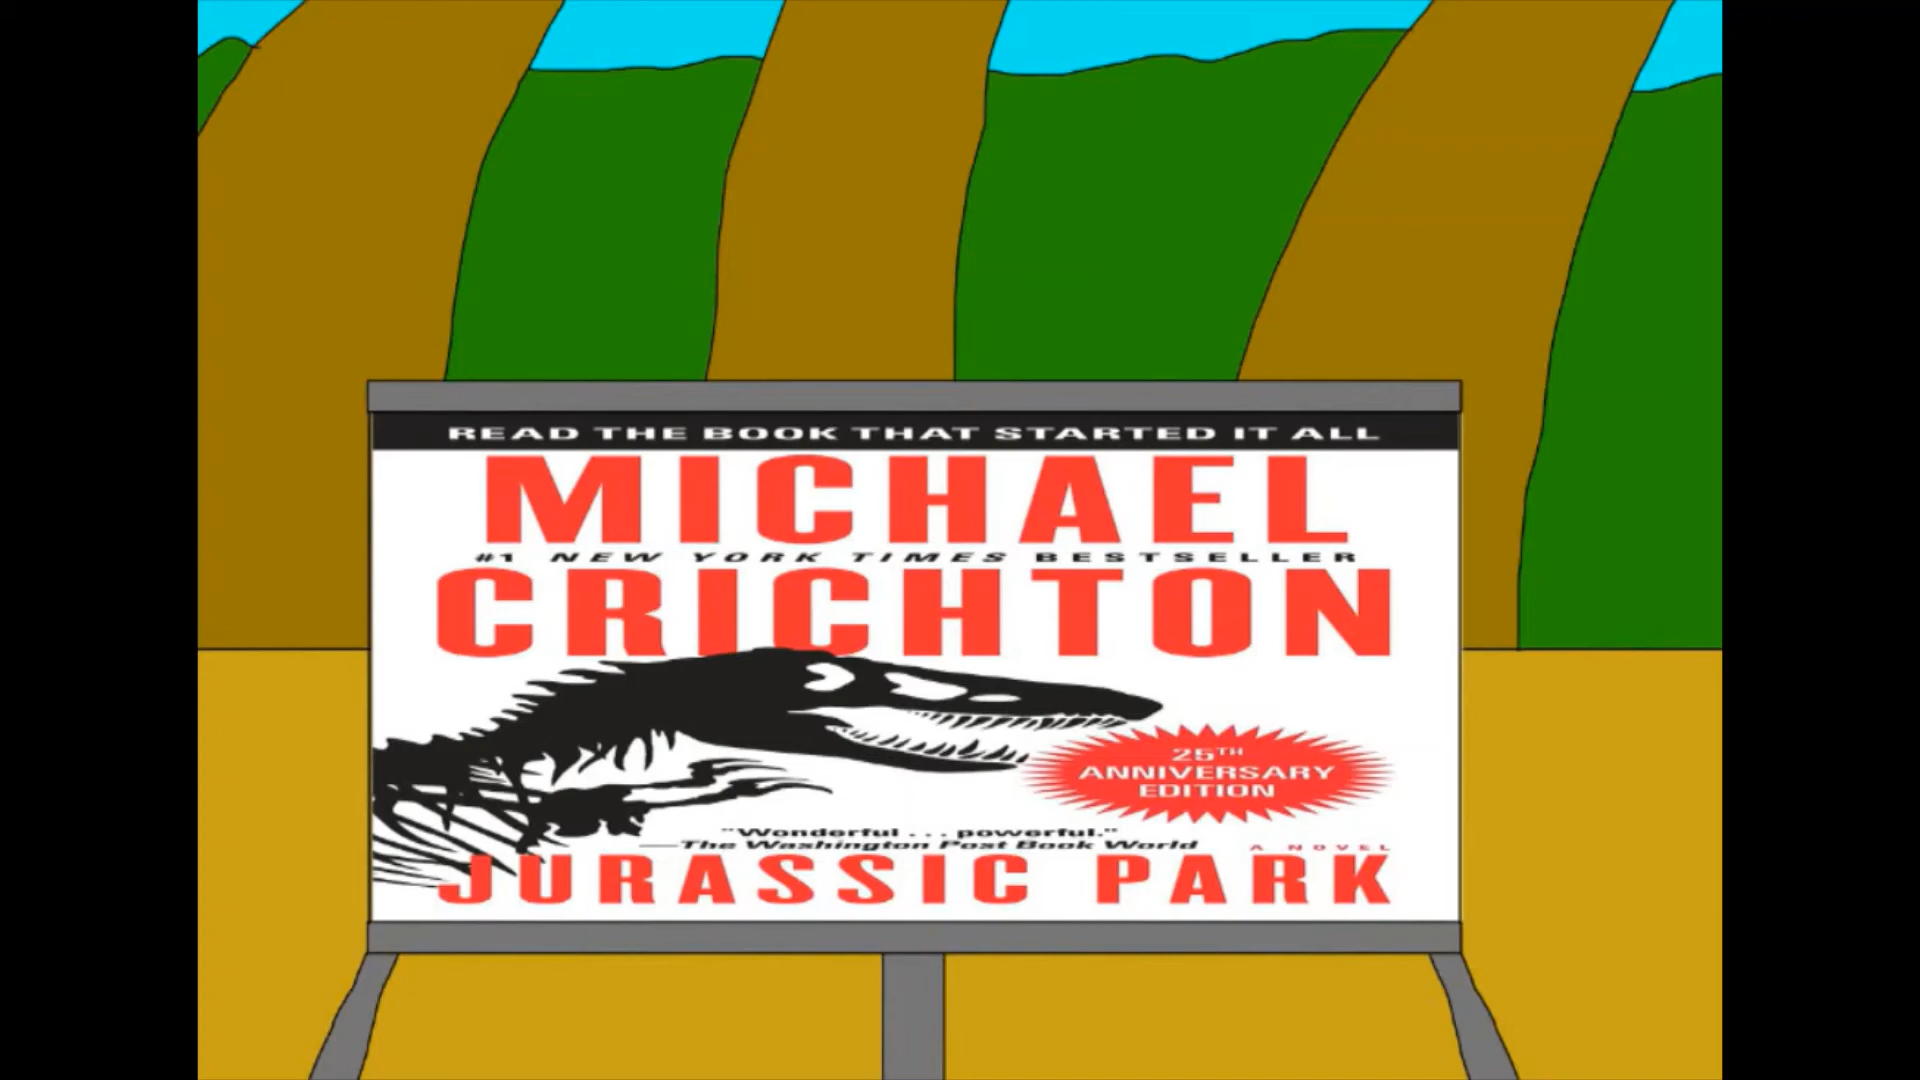 READ THE BOOK THAT STARTED IT ALL
MICHAEL
#1 NEW YORK TIMES BESTSELLER
CRICHTON
25TH
ANNIVERSARY
EDITION
"Wonderful . . . powerful."
—The Washington Post Book World
A NOVEL
JURASSIC PARK